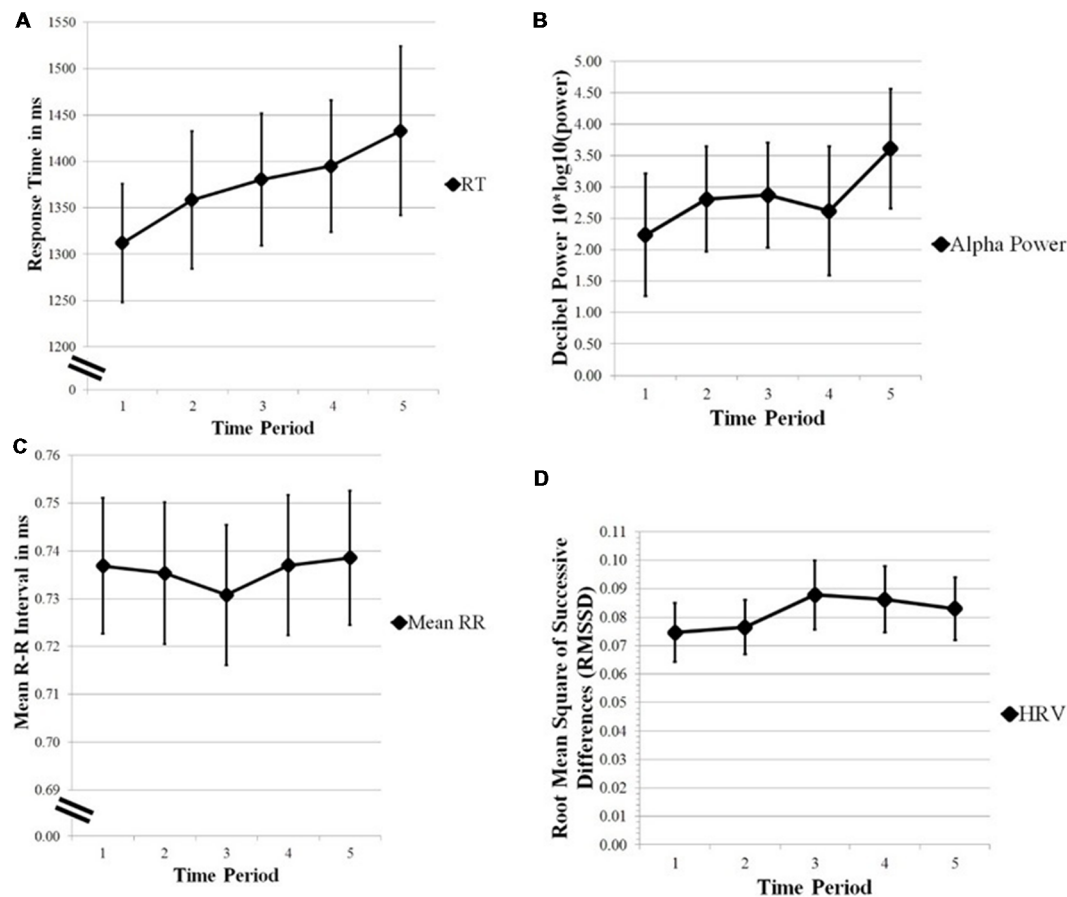 A
Response Time in ms
1550
1500
1450
1400
1350
1300
1250
1200
0
1 2 3 4 5
Time Period
RT
B
Decibel Power 10*log10(power)
5.00
4.50
4.00
3.50
3.00
2.50
2.00
1.50
1.00
0.50
0.00
1 2 3 4 5
Time Period
Alpha Power
C
Mean R-R Interval in ms
0.76
0.75
0.74
0.73
0.72
0.71
0.70
0.69
0.00
1 2 3 4 5
Time Period
Mean RR
D
Root Mean Square of Successive
Differences (RMSSD)
0.11
0.10
0.09
0.08
0.07
0.06
0.05
0.04
0.03
0.02
0.01
0.00
1 2 3 4 5
Time Period
HRV